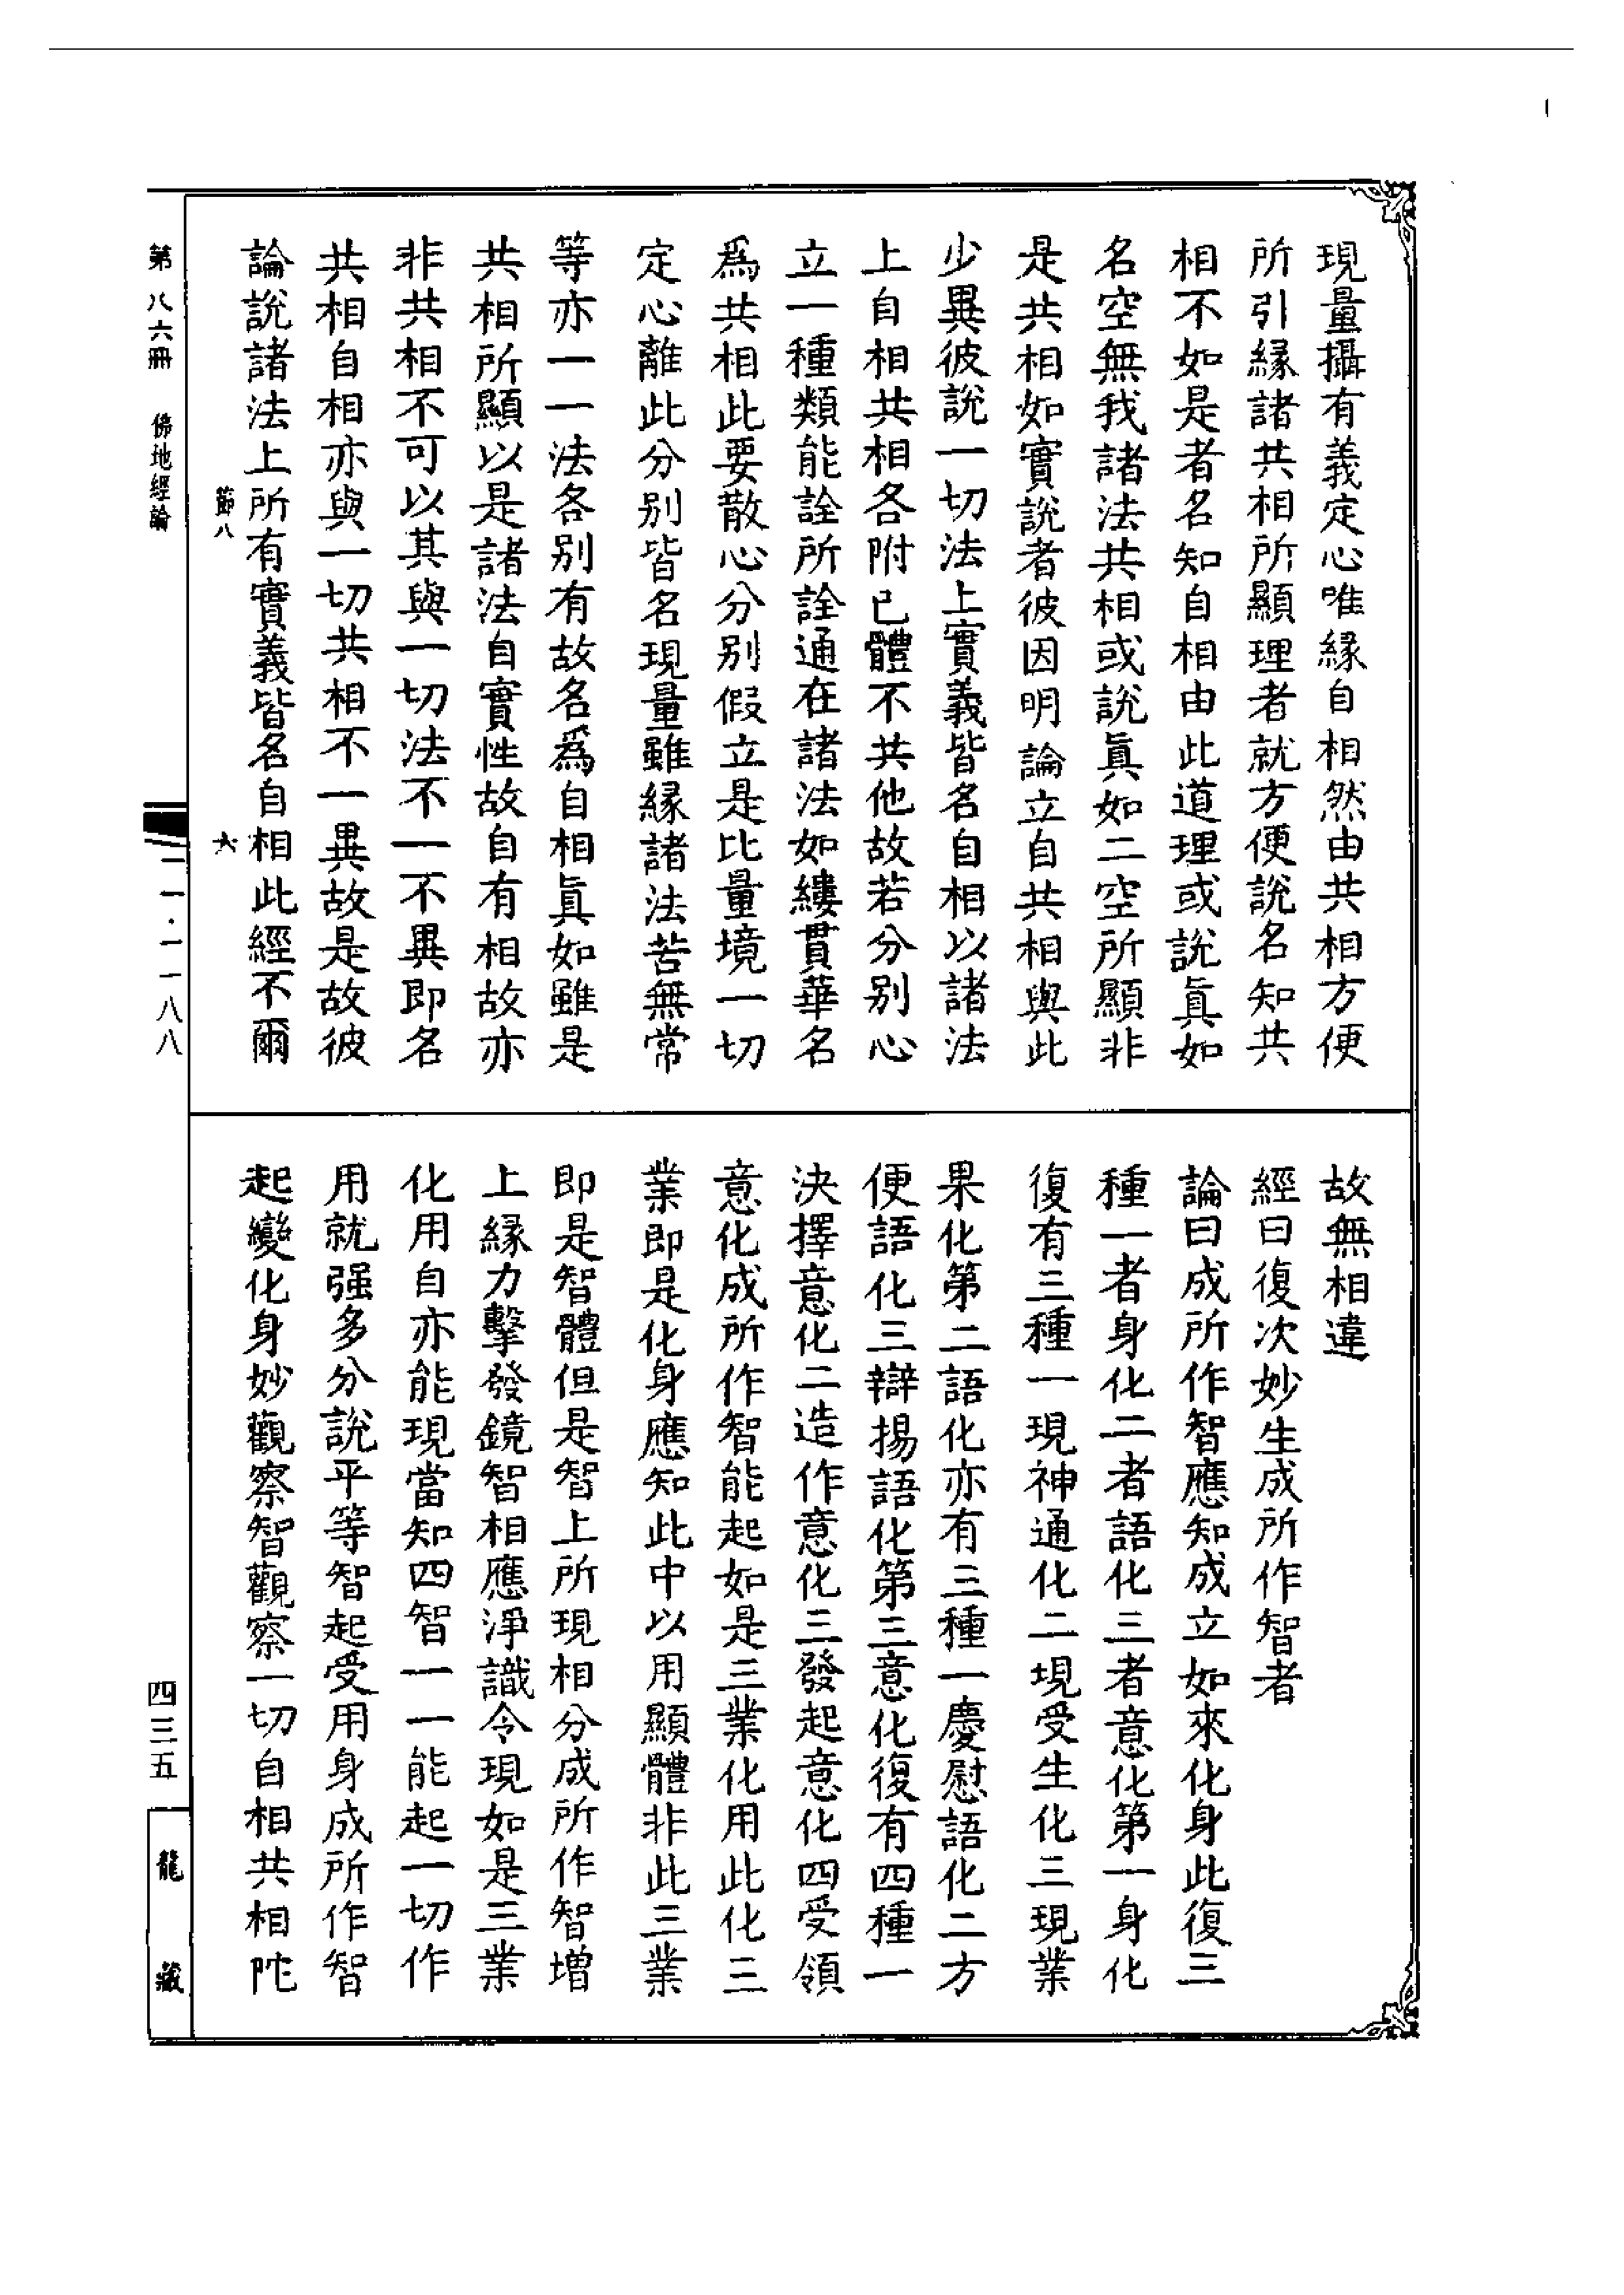 現量攝有義定心唯緣自相然由共相方便
所引緣諸共相所顯理者就方便說名知共
相不如是者名知自相由此道理或說眞如
名空無我諸法共相或說眞如二空所顯非
是共相如實說者彼因明論立自共相與此
少異彼說一切法上實義皆名自相以諸法
上自相共相各附己體不共他故若分別心
立一種類能詮所詮通在諸法如縷貫華名
爲共相此要散心分別假立是比量境一切
定心離此分別皆名現量雖緣諸法苦無常
等亦一一法各別有故名爲自相眞如雖是
共相所顯以是諸法自實性故自有相故亦
非共相不可以其與一切法不一不異即名
共相自相亦與一切共相不一異故是故彼
論說諸法上所有實義皆名自相此經不爾
節八
六
故無相違
經曰復次妙生成所作智者
論曰成所作智應知成立如來化身此復三
種一者身化二者語化三者意化第一身化
復有三種一現神通化二現受生化三現業
果化第二語化亦有三種一慶慰語化二方
便語化三辯揚語化第三意化復有四種一
決擇意化二造作意化三發起意化四受領
意化成所作智能起如是三業化用此化三
業即是化身應知此中以用顯體非此三業
即是智體但是智上所現相分成所作智增
上緣力擊發鏡智相應淨識令現如是三業
化用自亦能現當知四智一一能起一切作
用就强多分說平等智起受用身成所作智
起變化身妙觀察智觀察一切自相共相陀
第八六冊
佛地經論
二一·一一八八
四三五
龍藏